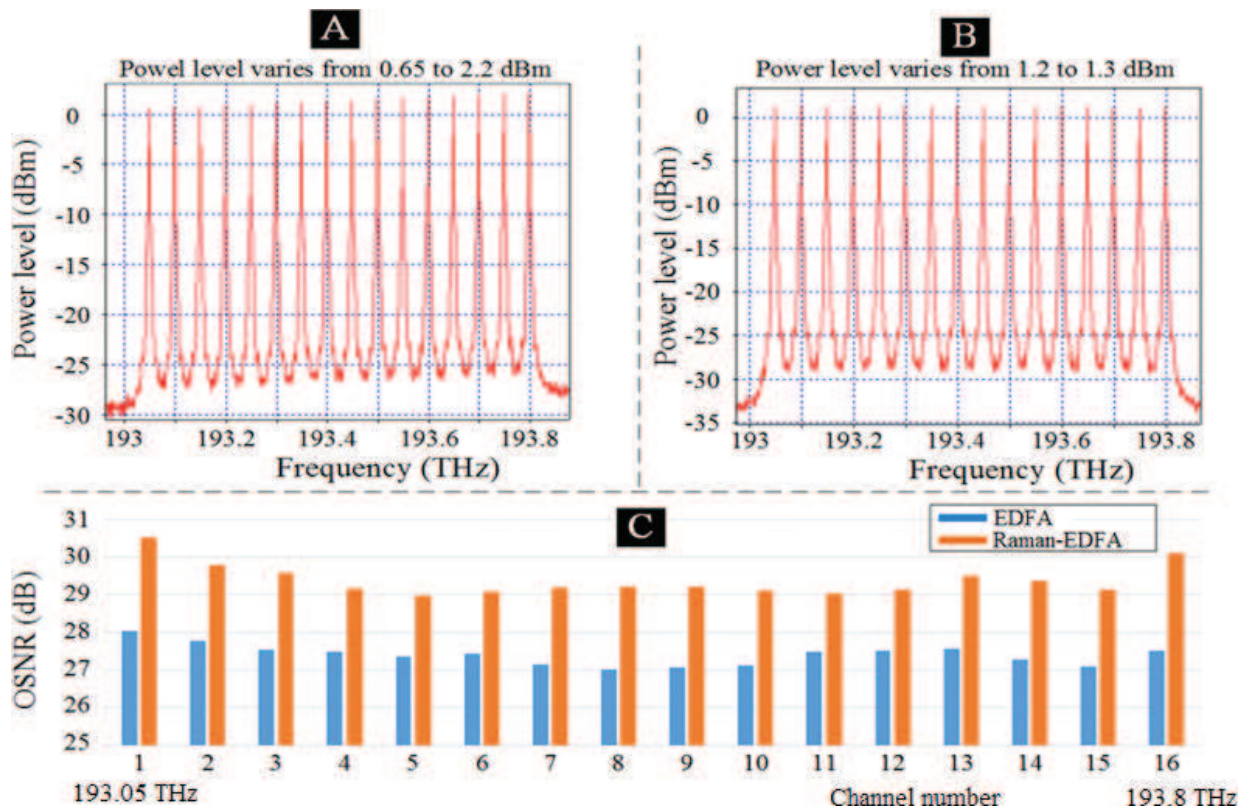 A
Powel level varies from 0.65 to 2.2 dBm
0
-5
-10
-15
-20
-25
-30
Power level (dBm)
193 193.2 193.4 193.6 193.8
Frequency (THz)
B
Power level varies from 1.2 to 1.3 dBm
0
-5
-10
-15
-20
-25
-30
-35
Power level (dBm)
193 193.2 193.4 193.6 193.8
Frequency (THz)
C
EDFA
Raman-EDFA
31
30
29
28
27
26
25
OSNR (dB)
1 2 3 4 5 6 7 8 9 10 11 12 13 14 15 16
193.05 THz Channel number 193.8 THz